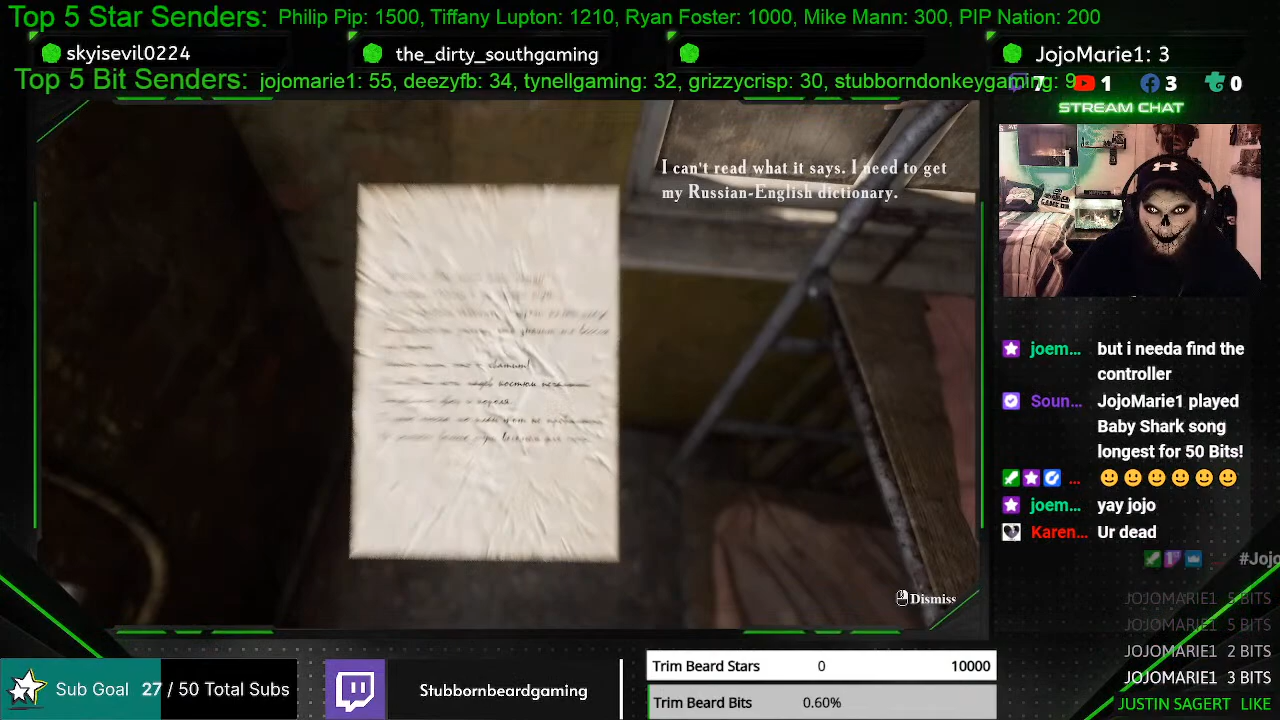 Top 5 Star Senders: Philip Pip: 1500, Tiffany Lupton: 1210, Ryan Foster: 1000, Mike Mann: 300, PIP Nation: 200
skyisevil0224
the_dirty_southgaming
JojoMarie1: 3
Top 5 Bit Senders: jojomarie1: 55, deezyfb: 34, tynellgaming: 32, grizzycrisp: 30, stubborndonkeygaming: 9
7 1 3 0
STREAM CHAT
I can't read what it says. I need to get
my Russian-English dictionary.
костюм
неделя.
Dismiss
joem... but i needa find the
controller
Soun... JojoMarie1 played
Baby Shark song
longest for 50 Bits!
...
joem... yay jojo
Karen... Ur dead
#Jojo
JOJOMARIE1 5 BITS
JOJOMARIE1 5 BITS
JOJOMARIE1 2 BITS
JOJOMARIE1 3 BITS
JUSTIN SAGERT LIKE
Sub Goal 27 / 50 Total Subs
Stubbornbeardgaming
Trim Beard Stars 0 10000
Trim Beard Bits 0.60%